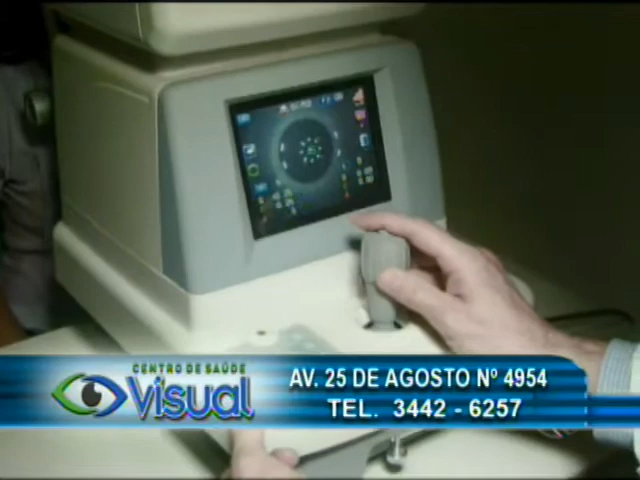 CENTRO DE SAÚDE
Visual
AV. 25 DE AGOSTO Nº 4954
TEL. 3442 - 6257